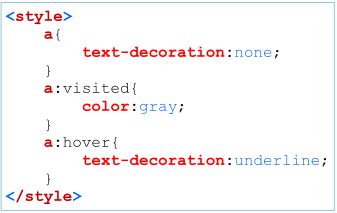 <style>
a{
text-decoration:none;
}
a:visited{
color:gray;
}
a:hover{
text-decoration:underline;
}
</style>